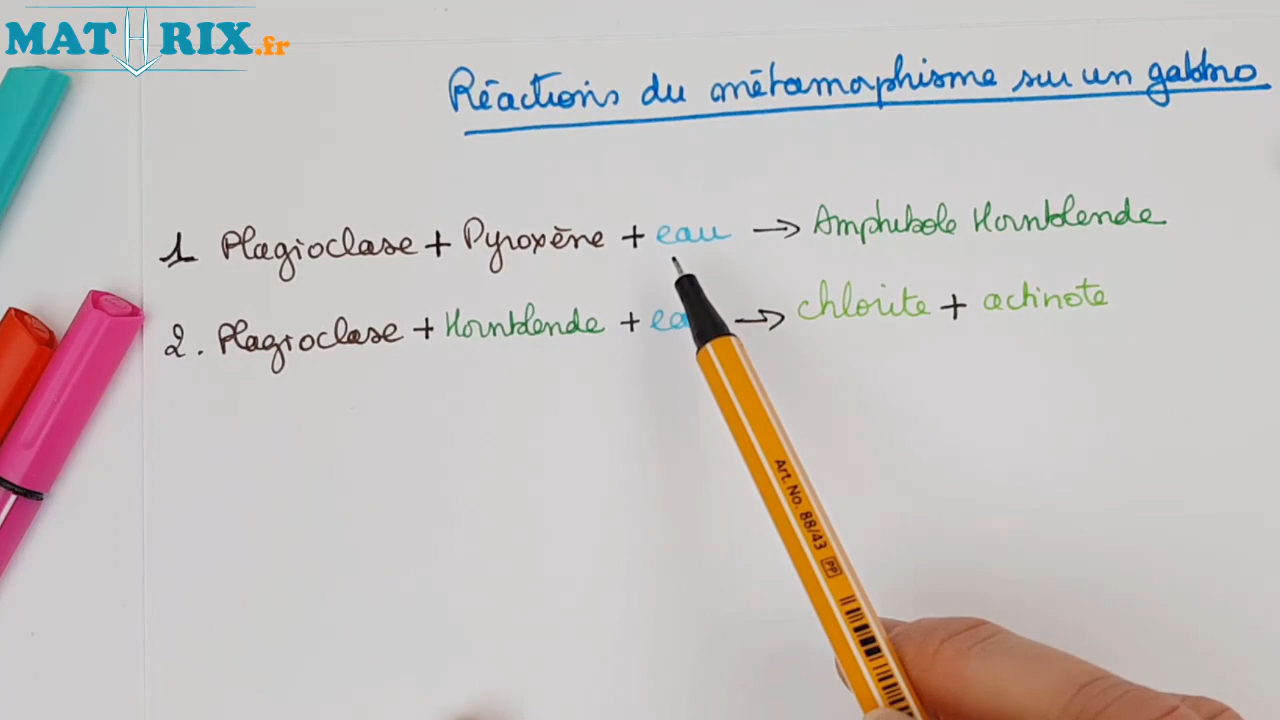 MATHRIX.fr
Réactions du métamorphisme sur un gabbro
1 Plagioclase + Pyroxène + eau → Amphibole Hornblende
2. Plagioclase + Hornblende + → chlorite + actinote
Art. No. 88/43 PP